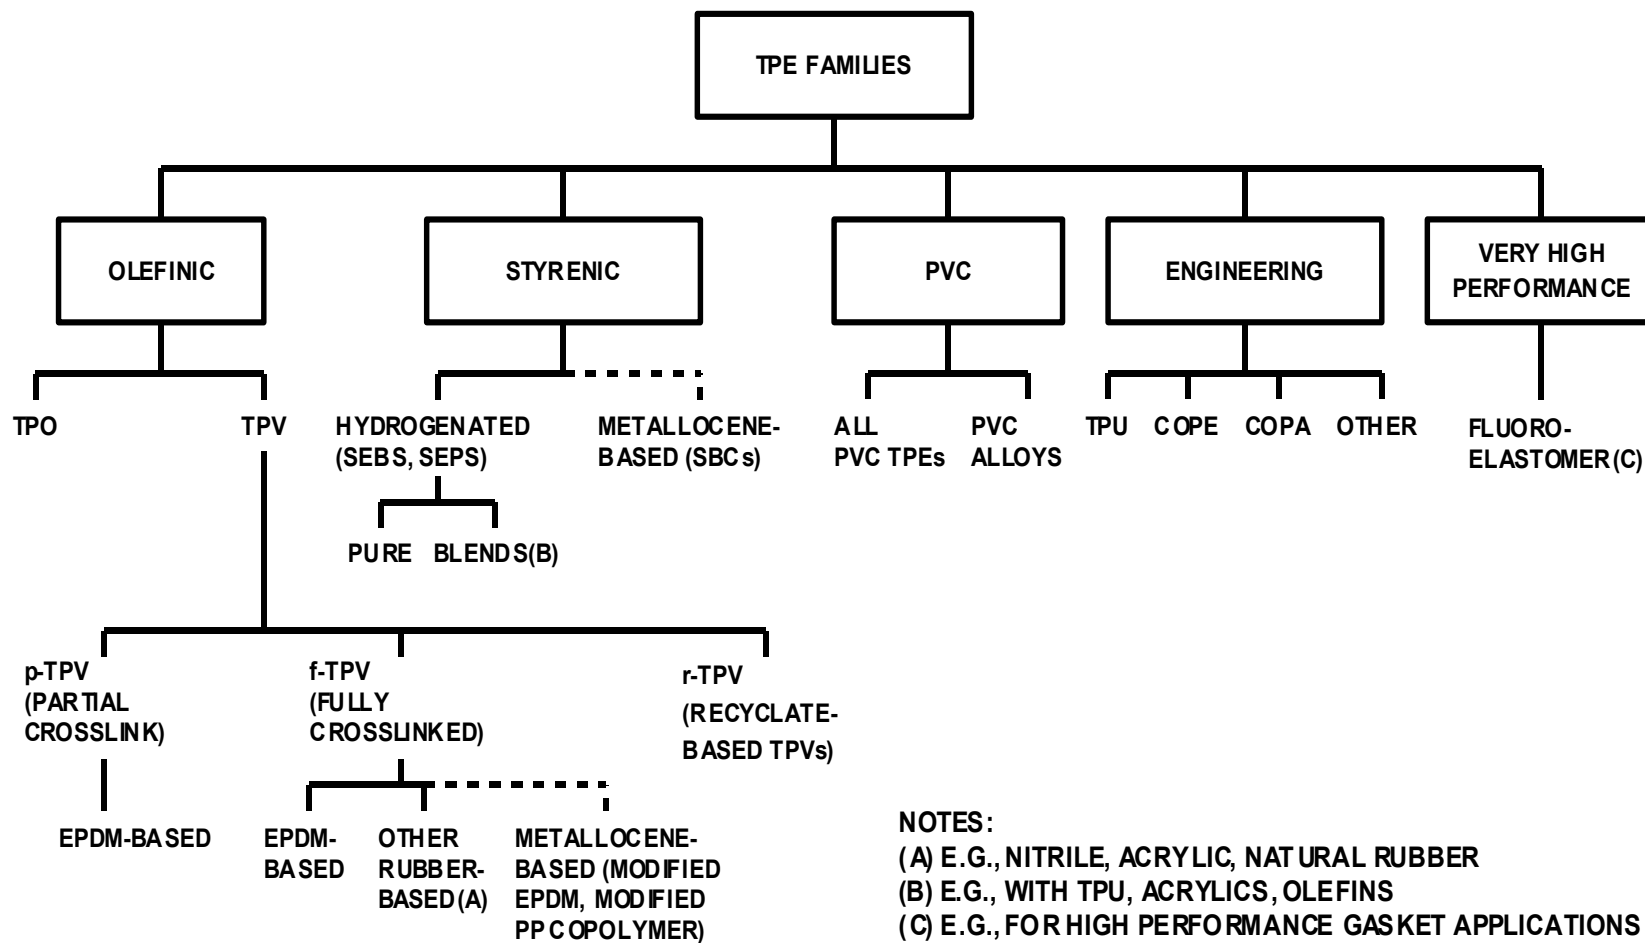 TPE FAMILIES
OLEFINIC
STYRENIC
PVC
ENGINEERING
VERY HIGH
PERFORMANCE
TPO
TPV
HYDROGENATED
(SEBS, SEPS)
METALLOCENE-
BASED (SBCs)
ALL
PVC TPEs
PVC
ALLOYS
TPU
COPE
COPA
OTHER
FLUORO-
ELASTOMER(C)
PURE
BLENDS(B)
p-TPV
(PARTIAL
CROSSLINK)
f-TPV
(FULLY
CROSSLINKED)
r-TPV
(RECYCLATE-
BASED TPVs)
EPDM-BASED
EPDM-
BASED
OTHER
RUBBER-
BASED(A)
METALLOCENE-
BASED (MODIFIED
EPDM, MODIFIED
PP COPOLYMER)
NOTES:
(A) E.G., NITRILE, ACRYLIC, NATURAL RUBBER
(B) E.G., WITH TPU, ACRYLICS, OLEFINS
(C) E.G., FOR HIGH PERFORMANCE GASKET APPLICATIONS